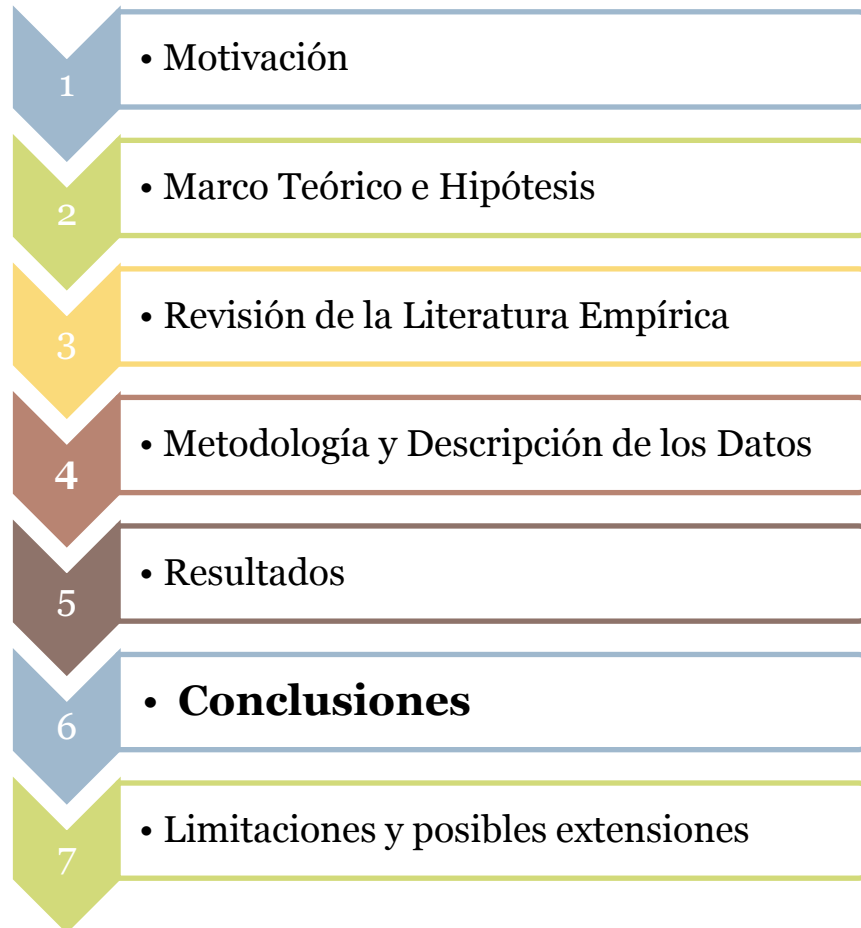 1
• Motivación
2
• Marco Teórico e Hipótesis
3
• Revisión de la Literatura Empírica
4
• Metodología y Descripción de los Datos
5
• Resultados
6
• Conclusiones
7
• Limitaciones y posibles extensiones